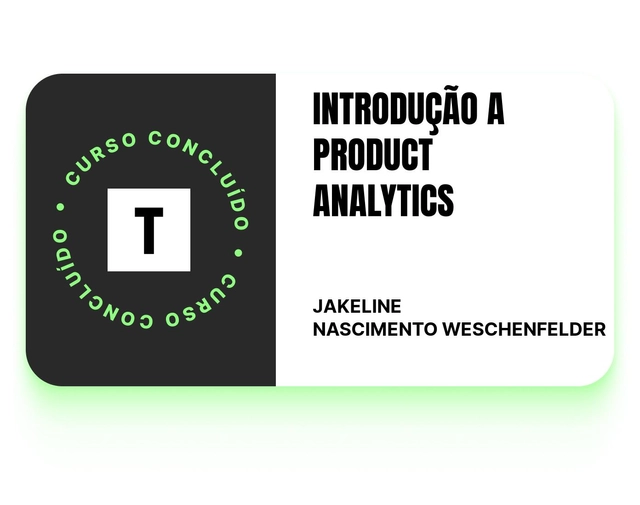 CURSO CONCLUÍDO • CURSO CONCLUÍDO •
T
INTRODUÇÃO A
PRODUCT
ANALYTICS
JAKELINE
NASCIMENTO WESCHENFELDER